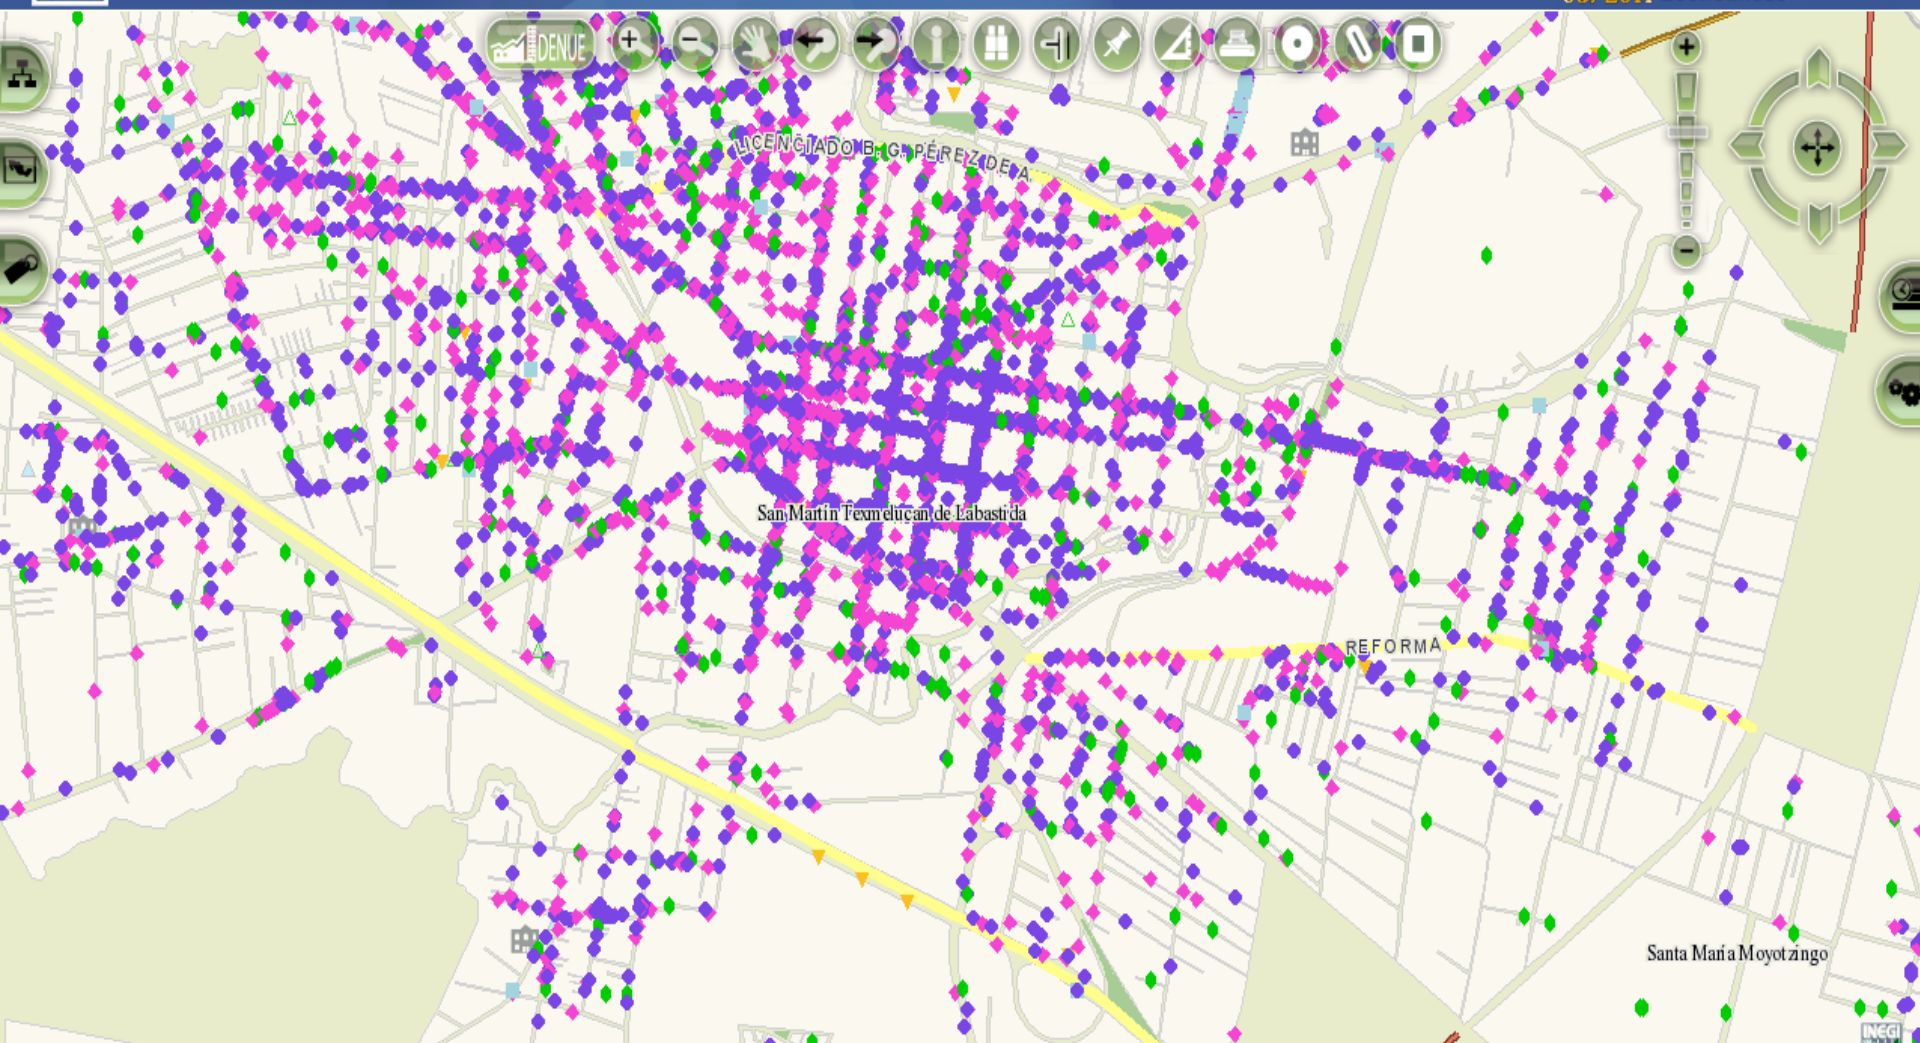 DENUE
LICENCIADO B. G. PÉREZ DE A.
San Martín Texmelucan de Labastida
REFORMA
Santa María Moyotzingo
INEGI